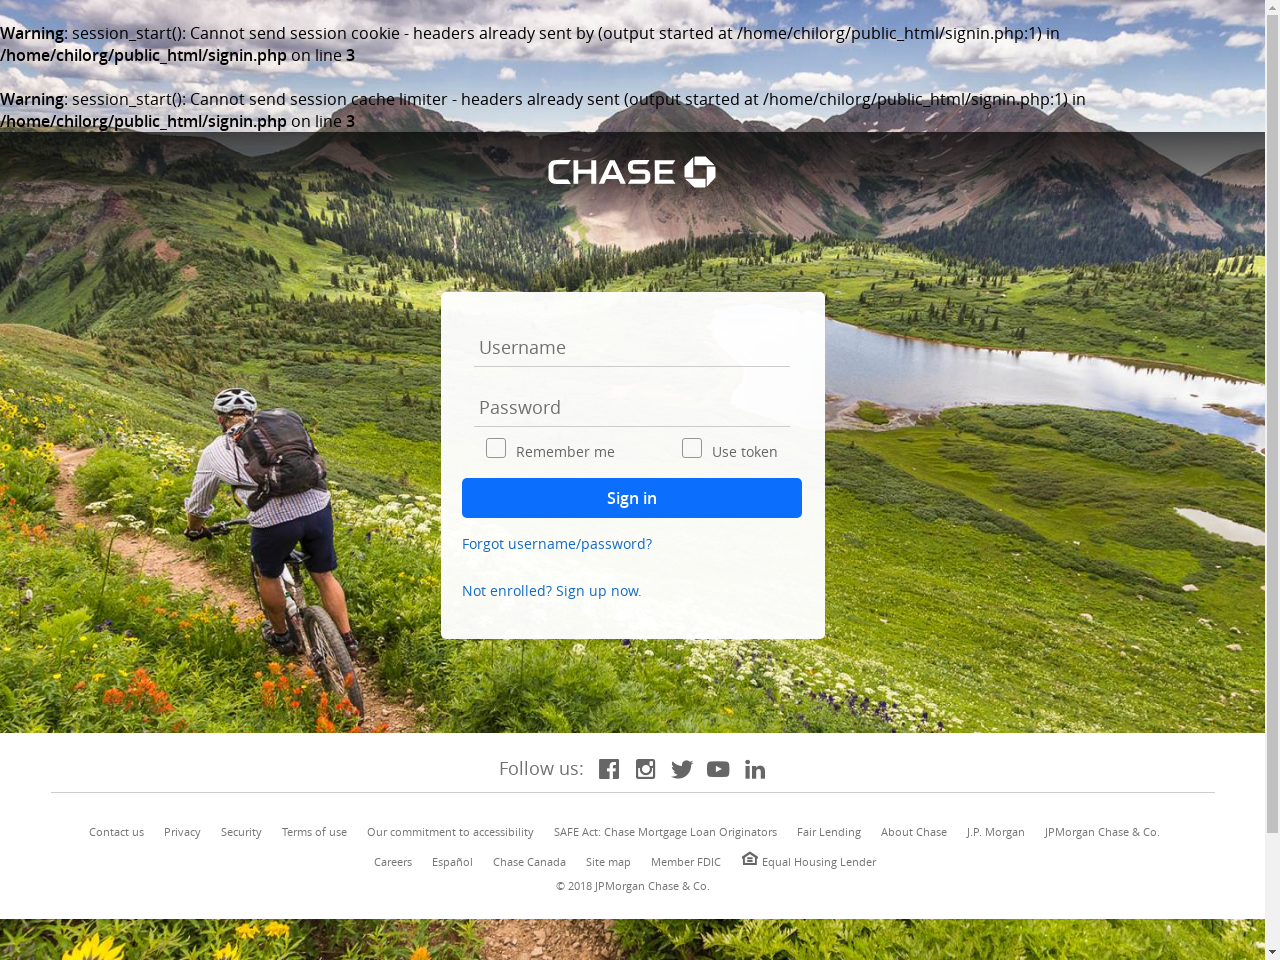 Warning: session_start(): Cannot send session cookie - headers already sent by (output started at /home/chilorg/public_html/signin.php:1) in
/home/chilorg/public_html/signin.php on line 3
Warning: session_start(): Cannot send session cache limiter - headers already sent (output started at /home/chilorg/public_html/signin.php:1) in
/home/chilorg/public_html/signin.php on line 3
CHASE
Username
Password
Remember me Use token
Sign in
Forgot username/password?
Not enrolled? Sign up now.
Follow us:
Contact us Privacy Security Terms of use Our commitment to accessibility SAFE Act: Chase Mortgage Loan Originators Fair Lending About Chase J.P. Morgan JPMorgan Chase & Co.
Careers Español Chase Canada Site map Member FDIC Equal Housing Lender
© 2018 JPMorgan Chase & Co.